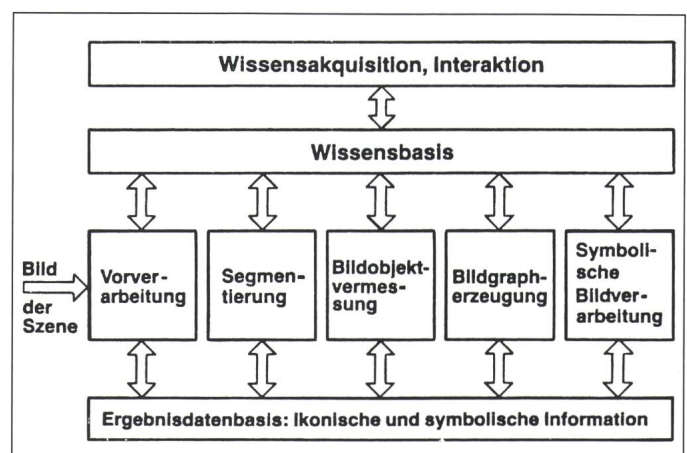 Wissensakquisition, Interaktion
Wissensbasis
Bild
der
Szene
Vorver-
arbeitung
Segmen-
tierung
Bildobjekt-
vermes-
sung
Bildgraph-
erzeugung
Symboli-
sche
Bildver-
arbeitung
Ergebnisdatenbasis: Ikonische und symbolische Information